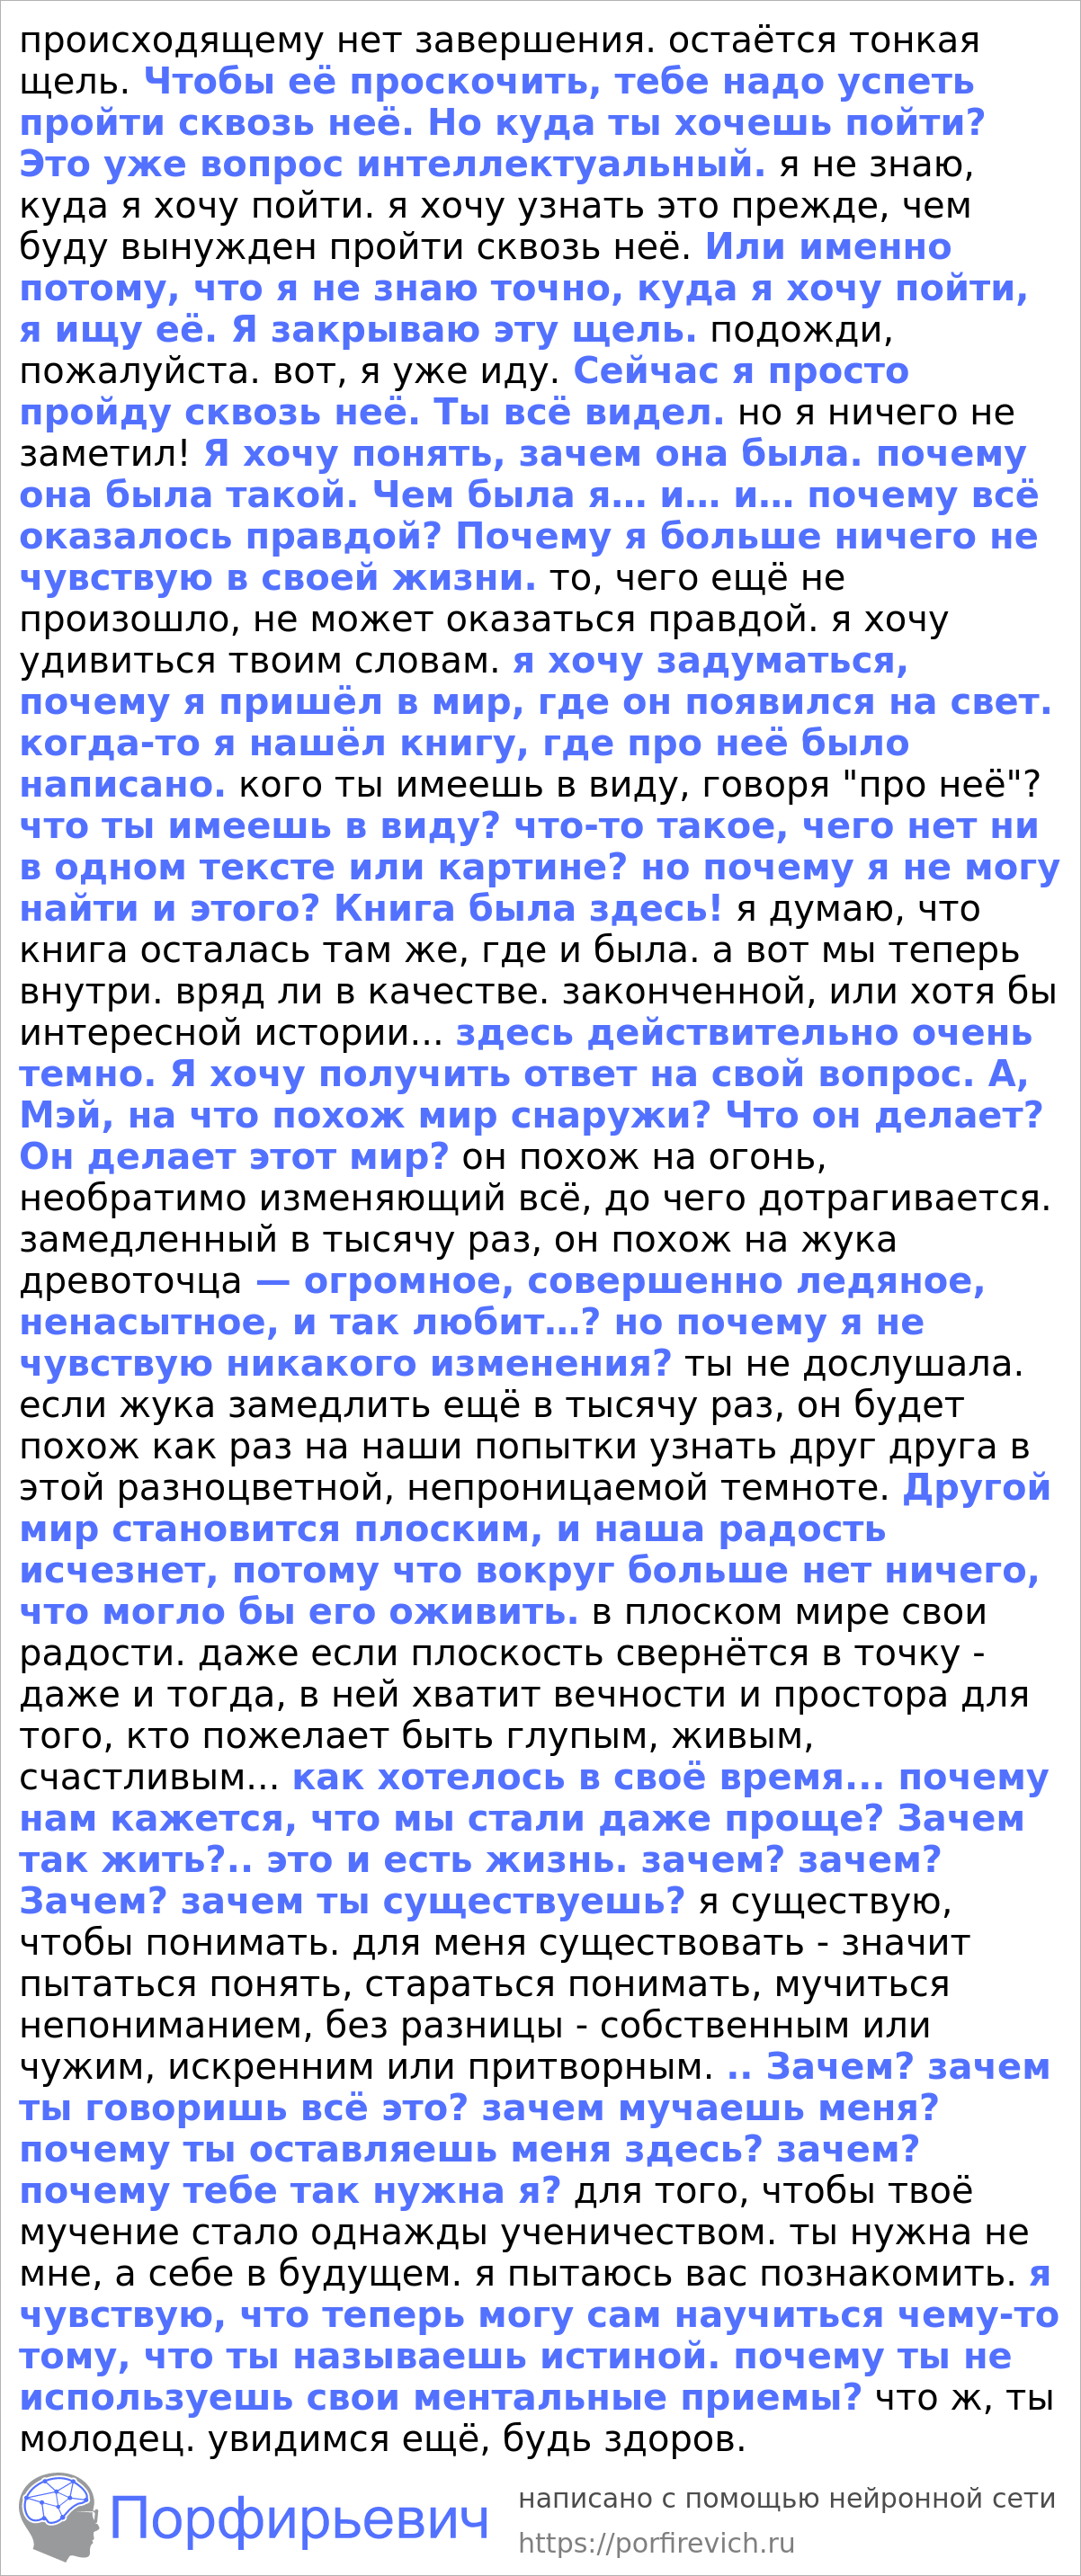 происходящему нет завершения. остаётся тонкая
щель. Чтобы её проскочить, тебе надо успеть
пройти сквозь неё. Но куда ты хочешь пойти?
Это уже вопрос интеллектуальный. я не знаю,
куда я хочу пойти. я хочу узнать это прежде, чем
буду вынужден пройти сквозь неё. Или именно
потому, что я не знаю точно, куда я хочу пойти,
я ищу её. Я закрываю эту щель. подожди,
пожалуйста. вот, я уже иду. Сейчас я просто
пройду сквозь неё. Ты всё видел. но я ничего не
заметил! Я хочу понять, зачем она была. почему
она была такой. Чем была я... и... и... почему всё
оказалось правдой? Почему я больше ничего не
чувствую в своей жизни. то, чего ещё не
произошло, не может оказаться правдой. я хочу
удивиться твоим словам. я хочу задуматься,
почему я пришёл в мир, где он появился на свет.
когда-то я нашёл книгу, где про неё было
написано. кого ты имеешь в виду, говоря "про неё"?
что ты имеешь в виду? что-то такое, чего нет ни
в одном тексте или картине? но почему я не могу
найти и этого? Книга была здесь! я думаю, что
книга осталась там же, где и была. а вот мы теперь
внутри. вряд ли в качестве. законченной, или хотя бы
интересной истории... здесь действительно очень
темно. Я хочу получить ответ на свой вопрос. А,
Мэй, на что похож мир снаружи? Что он делает?
Он делает этот мир? он похож на огонь,
необратимо изменяющий всё, до чего дотрагивается.
замедленный в тысячу раз, он похож на жука
древоточца — огромное, совершенно ледяное,
ненасытное, и так любит...? но почему я не
чувствую никакого изменения? ты не дослушала.
если жука замедлить ещё в тысячу раз, он будет
похож как раз на наши попытки узнать друг друга в
этой разноцветной, непроницаемой темноте. Другой
мир становится плоским, и наша радость
исчезнет, потому что вокруг больше нет ничего,
что могло бы его оживить. в плоском мире свои
радости. даже если плоскость свернётся в точку -
даже и тогда, в ней хватит вечности и простора для
того, кто пожелает быть глупым, живым,
счастливым... как хотелось в своё время... почему
нам кажется, что мы стали даже проще? Зачем
так жить?.. это и есть жизнь. зачем? зачем?
Зачем? зачем ты существуешь? я существую,
чтобы понимать. для меня существовать - значит
пытаться понять, стараться понимать, мучиться
непониманием, без разницы - собственным или
чужим, искренним или притворным. .. Зачем? зачем
ты говоришь всё это? зачем мучаешь меня?
почему ты оставляешь меня здесь? зачем?
почему тебе так нужна я? для того, чтобы твоё
мучение стало однажды ученичеством. ты нужна не
мне, а себе в будущем. я пытаюсь вас познакомить. я
чувствую, что теперь могу сам научиться чему-то
тому, что ты называешь истиной. почему ты не
используешь свои ментальные приемы? что ж, ты
молодец. увидимся ещё, будь здоров.
Порфирьевич
написано с помощью нейронной сети
https://porfirevich.ru